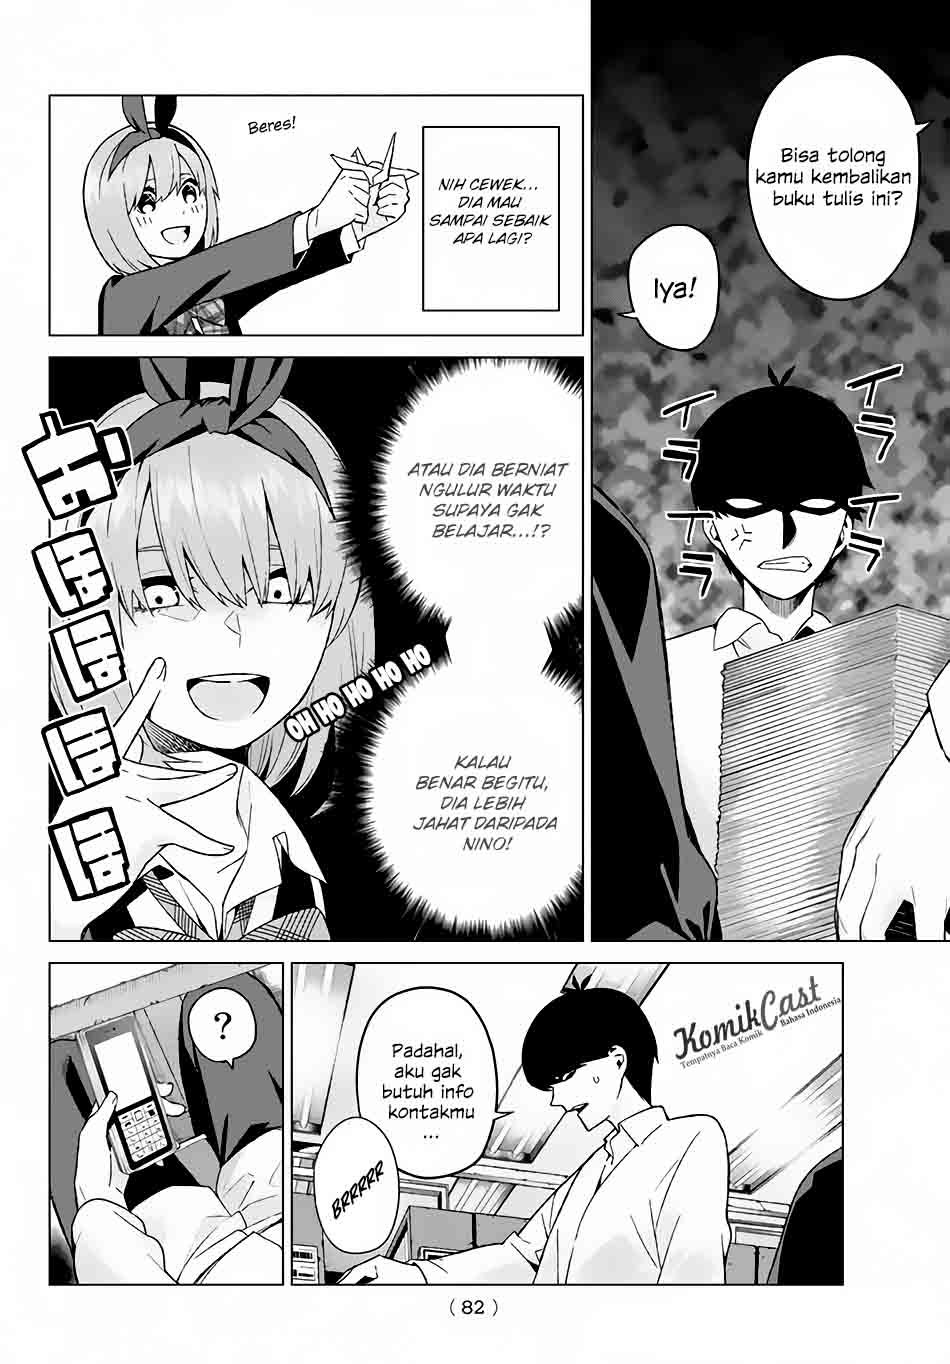 Bisa tolong
kamu kembalikan
buku tulis ini?
Iya!
イラ
イラ
イラ
イラ
Beres!
NIH CEWEK...
DIA MAU
SAMPAI SEBAIK
APA LAGI?
ATAU DIA BERNIAT
NGULUR WAKTU
SUPAYA GAK
BELAJAR...!?
おほほほほ
OH HO HO HO HO
KALAU
BENAR BEGITU,
DIA LEBIH
JAHAT DARIPADA
NINO!
KomikCast
Tempatnya Baca Komik Bahasa Indonesia
Padahal,
aku gak
butuh info
kontakmu
...
BRRRRR
?
( 82 )